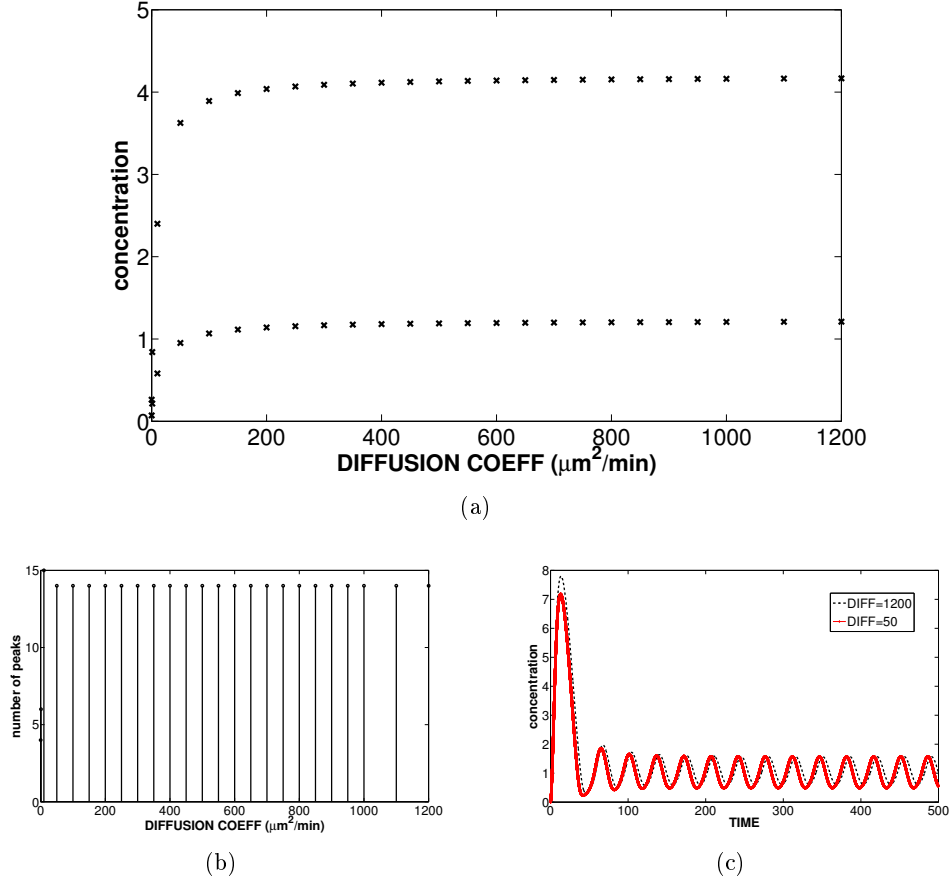 5
4
3
2
1
0
concentration
0 200 400 600 800 1000 1200
DIFFUSION COEFF (μm²/min)
(a)
15
10
5
0
number of peaks
0 200 400 600 800 1000 1200
DIFFUSION COEFF (μm²/min)
(b)
8
7
6
5
4
3
2
1
0
concentration
DIFF=1200
DIFF=50
0 100 200 300 400 500
TIME
(c)